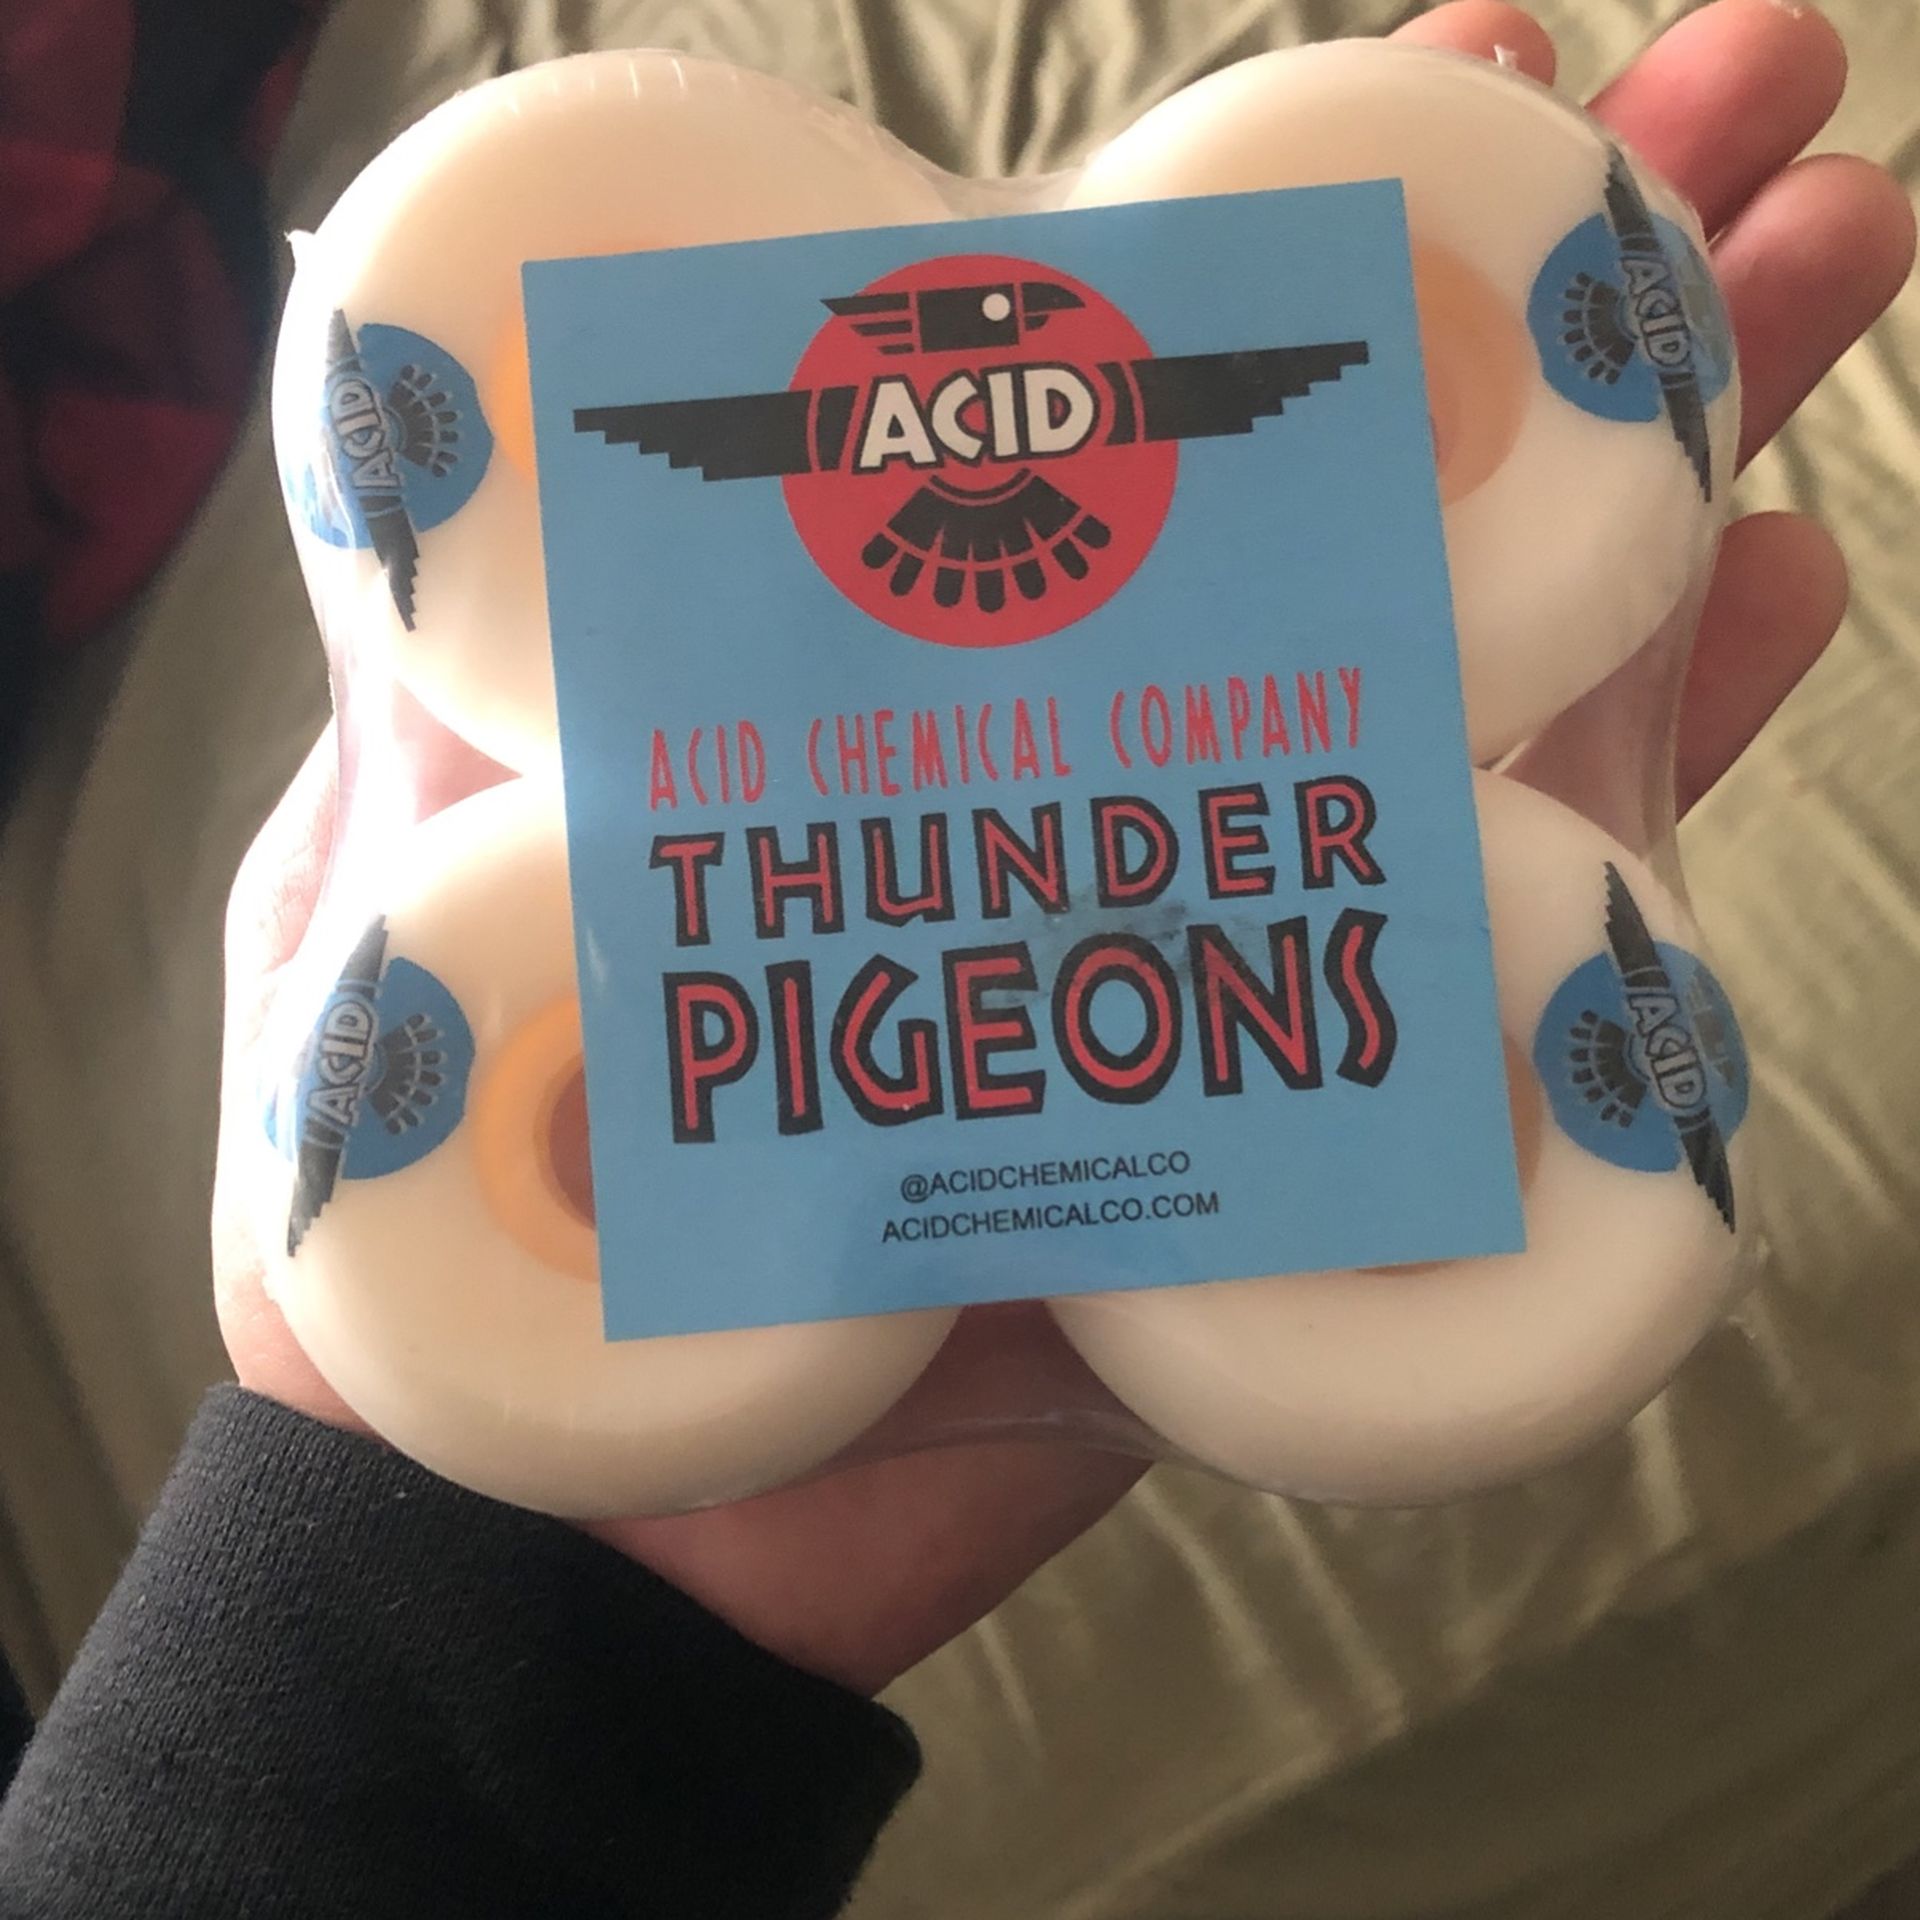 ACID
ACID CHEMICAL COMPANY
THUNDER
PIGEONS
@ACIDCHEMICALCO
ACIDCHEMICALCO.COM
ACID
ACID
ACID
ACID